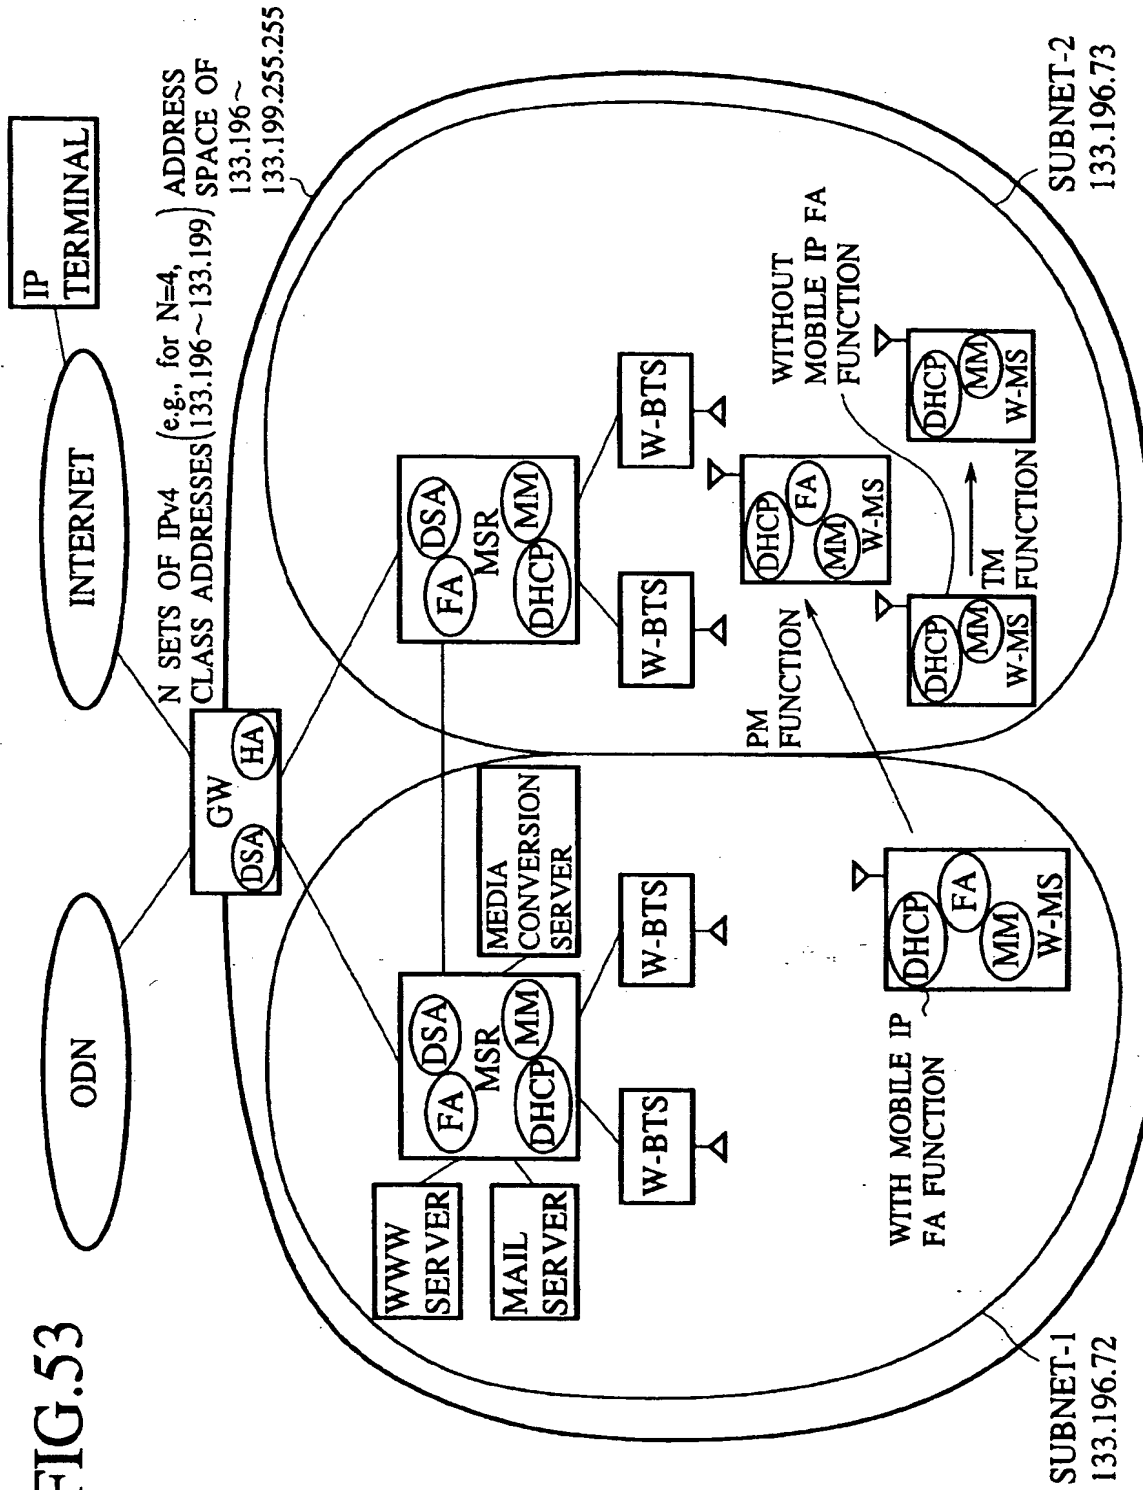 FIG.53
ODN
INTERNET
IP
TERMINAL
GW
DSA
HA
N SETS OF IPv4
CLASS ADDRESSES
(e.g., for N=4,
133.196~133.199)
ADDRESS
SPACE OF
133.196~
133.199.255.255
WWW
SERVER
MAIL
SERVER
FA
DSA
MSR
DHCP
MM
MEDIA
CONVERSION
SERVER
FA
DSA
MSR
DHCP
MM
W-BTS
W-BTS
W-BTS
W-BTS
WITH MOBILE IP
FA FUNCTION
DHCP
FA
MM
W-MS
PM
FUNCTION
DHCP
FA
MM
W-MS
WITHOUT
MOBILE IP FA
FUNCTION
DHCP
MM
W-MS
TM
FUNCTION
DHCP
MM
W-MS
SUBNET-1
133.196.72
SUBNET-2
133.196.73